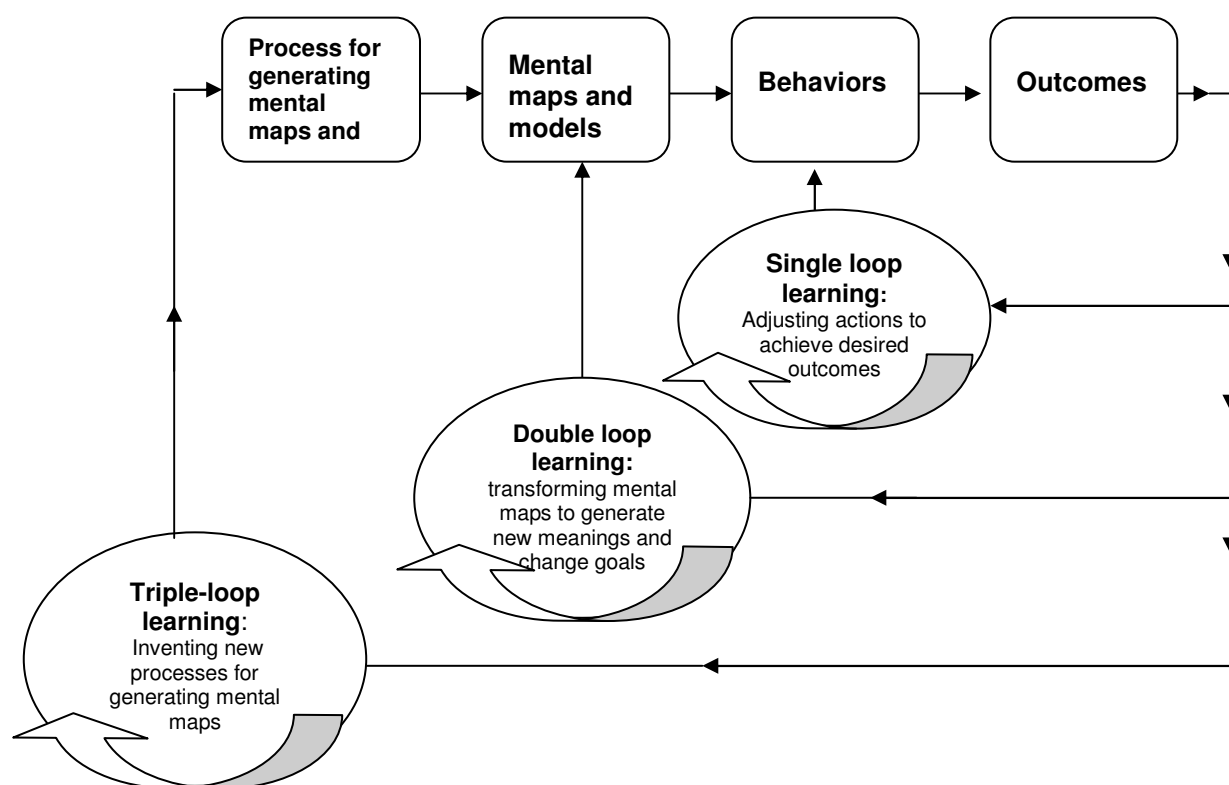 Process for
generating
mental
maps and
Mental
maps and
models
Behaviors
Outcomes
Single loop
learning:
Adjusting actions to
achieve desired
outcomes
Double loop
learning:
transforming mental
maps to generate
new meanings and
change goals
Triple-loop
learning:
Inventing new
processes for
generating mental
maps